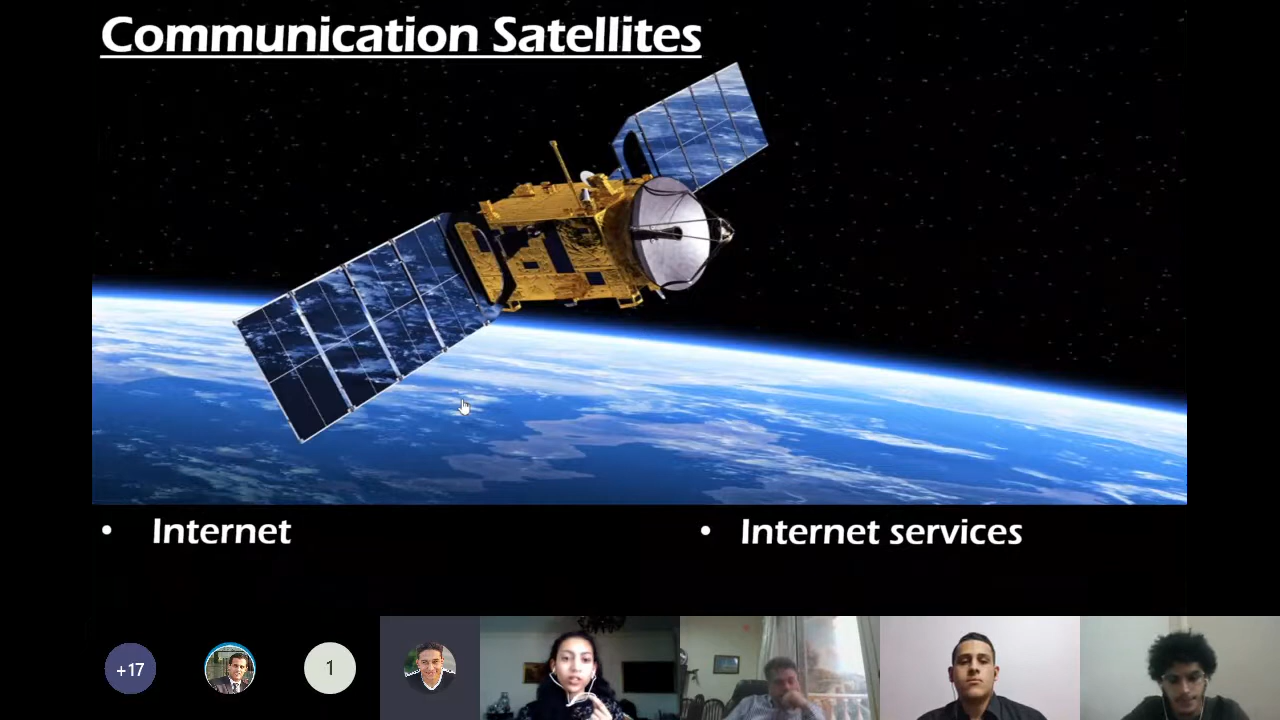 Communication Satellites
• Internet
• Internet services
+17
1